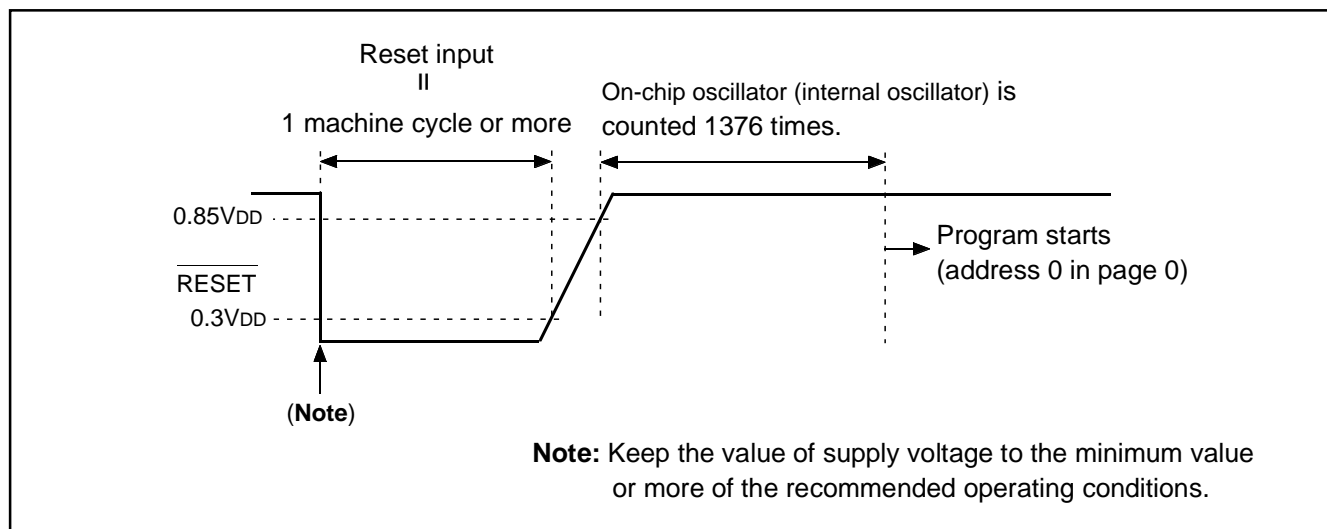 Reset input
=
1 machine cycle or more
On-chip oscillator (internal oscillator) is
counted 1376 times.
0.85VDD
RESET
0.3VDD
Program starts
(address 0 in page 0)
(Note)
Note: Keep the value of supply voltage to the minimum value
or more of the recommended operating conditions.